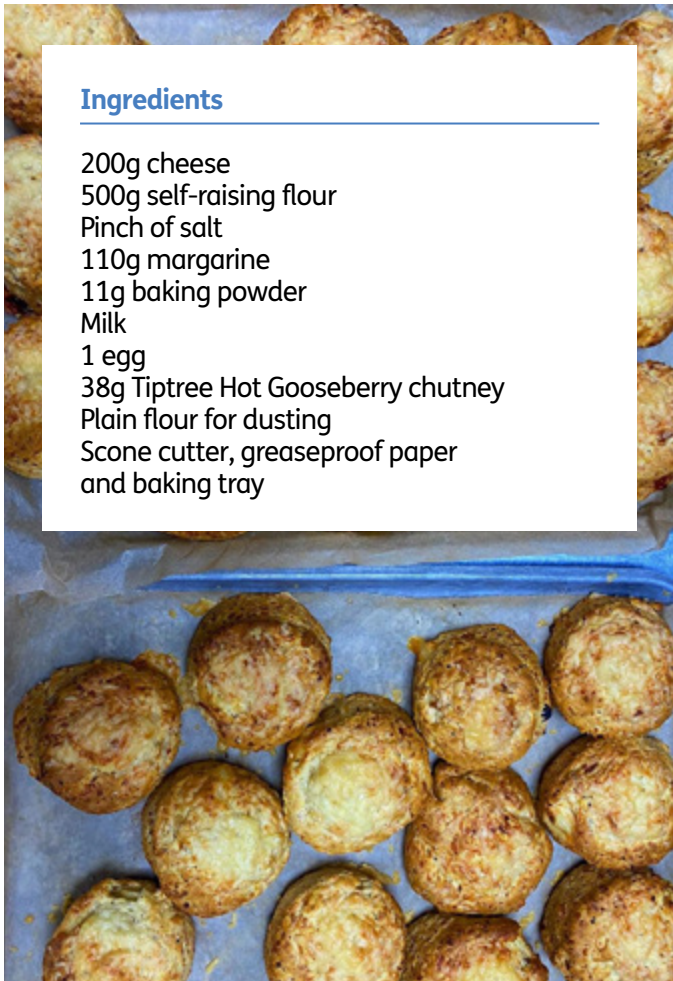 Ingredients
200g cheese
500g self-raising flour
Pinch of salt
110g margarine
11g baking powder
Milk
1 egg
38g Tiptree Hot Gooseberry chutney
Plain flour for dusting
Scone cutter, greaseproof paper
and baking tray